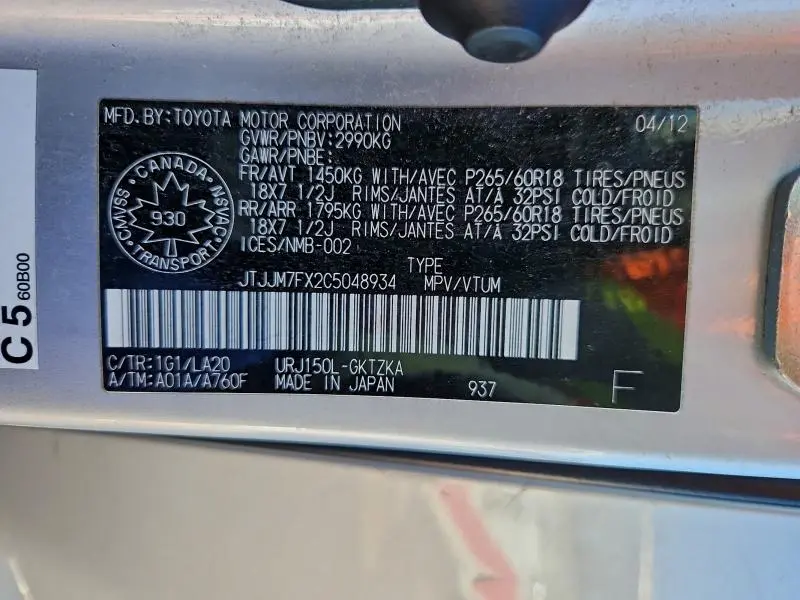 MFD. BY: TOYOTA MOTOR CORPORATION 04/12
GVWR/PNBV: 2990KG
GAWR/PNBE:
FR/AVT 1450KG WITH/AVEC P265/60R18 TIRES/PNEUS
18X7 1/2J RIMS/JANTES AT/À 32PSI COLD/FROID
RR/ARR 1795KG WITH/AVEC P265/60R18 TIRES/PNEUS
18X7 1/2J RIMS/JANTES AT/À 32PSI COLD/FROID
ICES/NMB-002
CANADA
CMVSS NSVAC
930
TRANSPORT
TYPE
JTJJM7FX2C5048934 MPV/VTUM
C/TR: 1G1/LA20 URJ150L-GKTZKA
A/TM: A01A/A760F MADE IN JAPAN 937 F
C 5 60B00